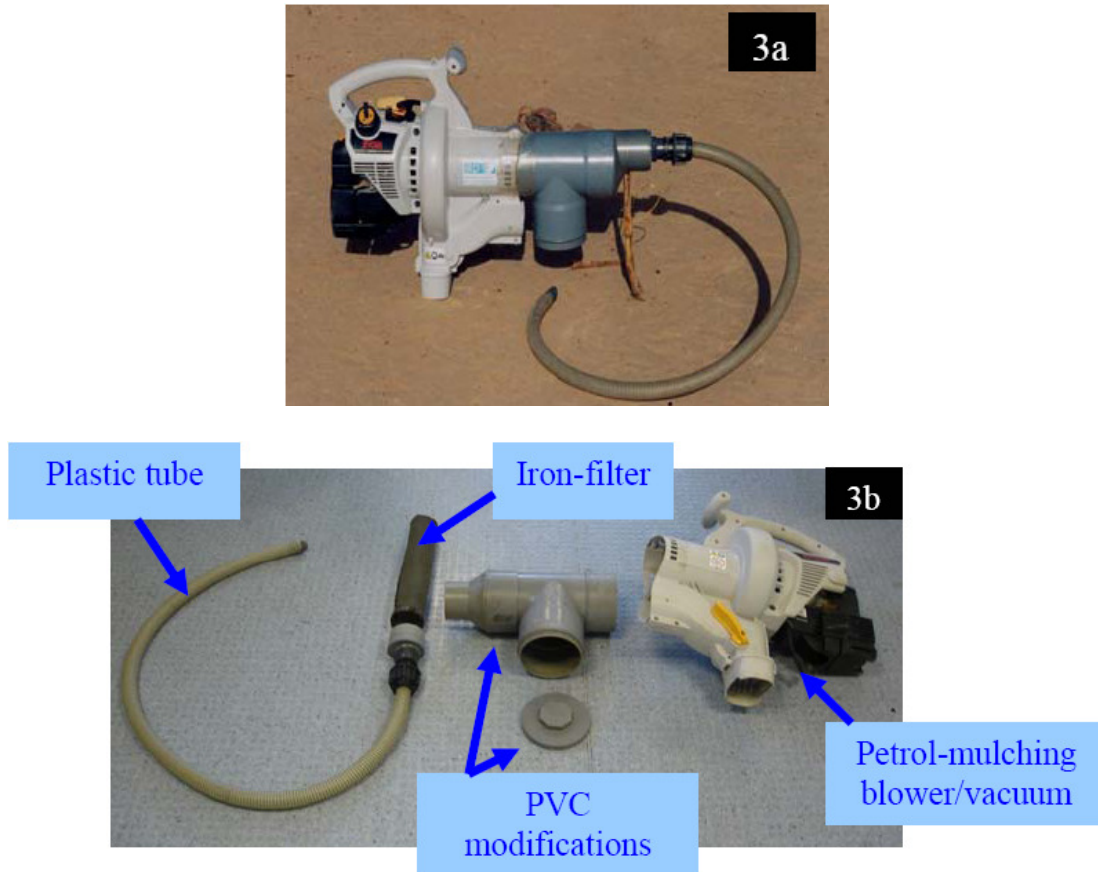 3a
Plastic tube
Iron-filter
3b
PVC
modifications
Petrol-mulching
blower/vacuum